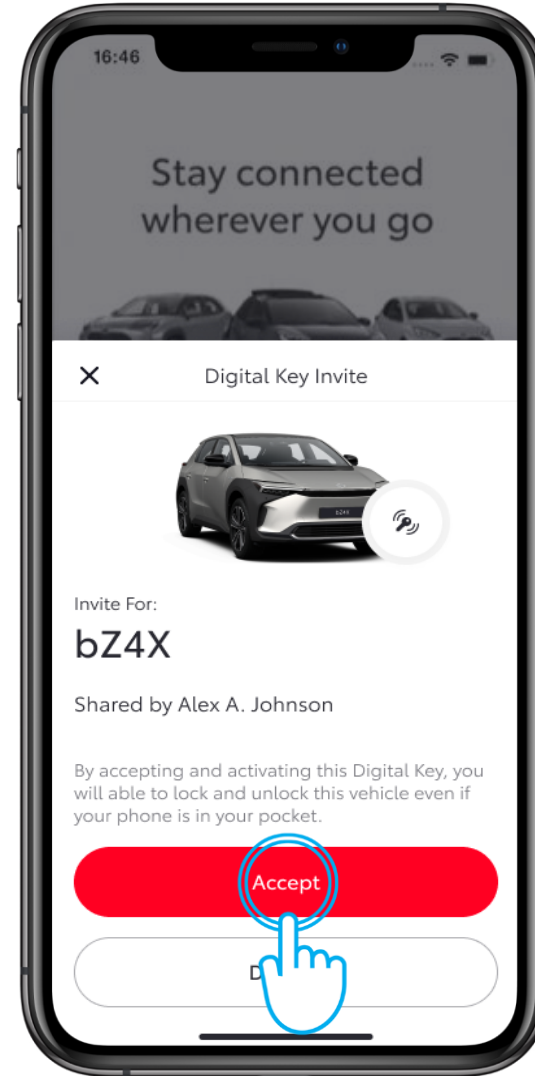 16:46
Stay connected
wherever you go
Digital Key Invite
bZ4X
Invite For:
bZ4X
Shared by Alex A. Johnson
By accepting and activating this Digital Key, you
will able to lock and unlock this vehicle even if
your phone is in your pocket.
Accept